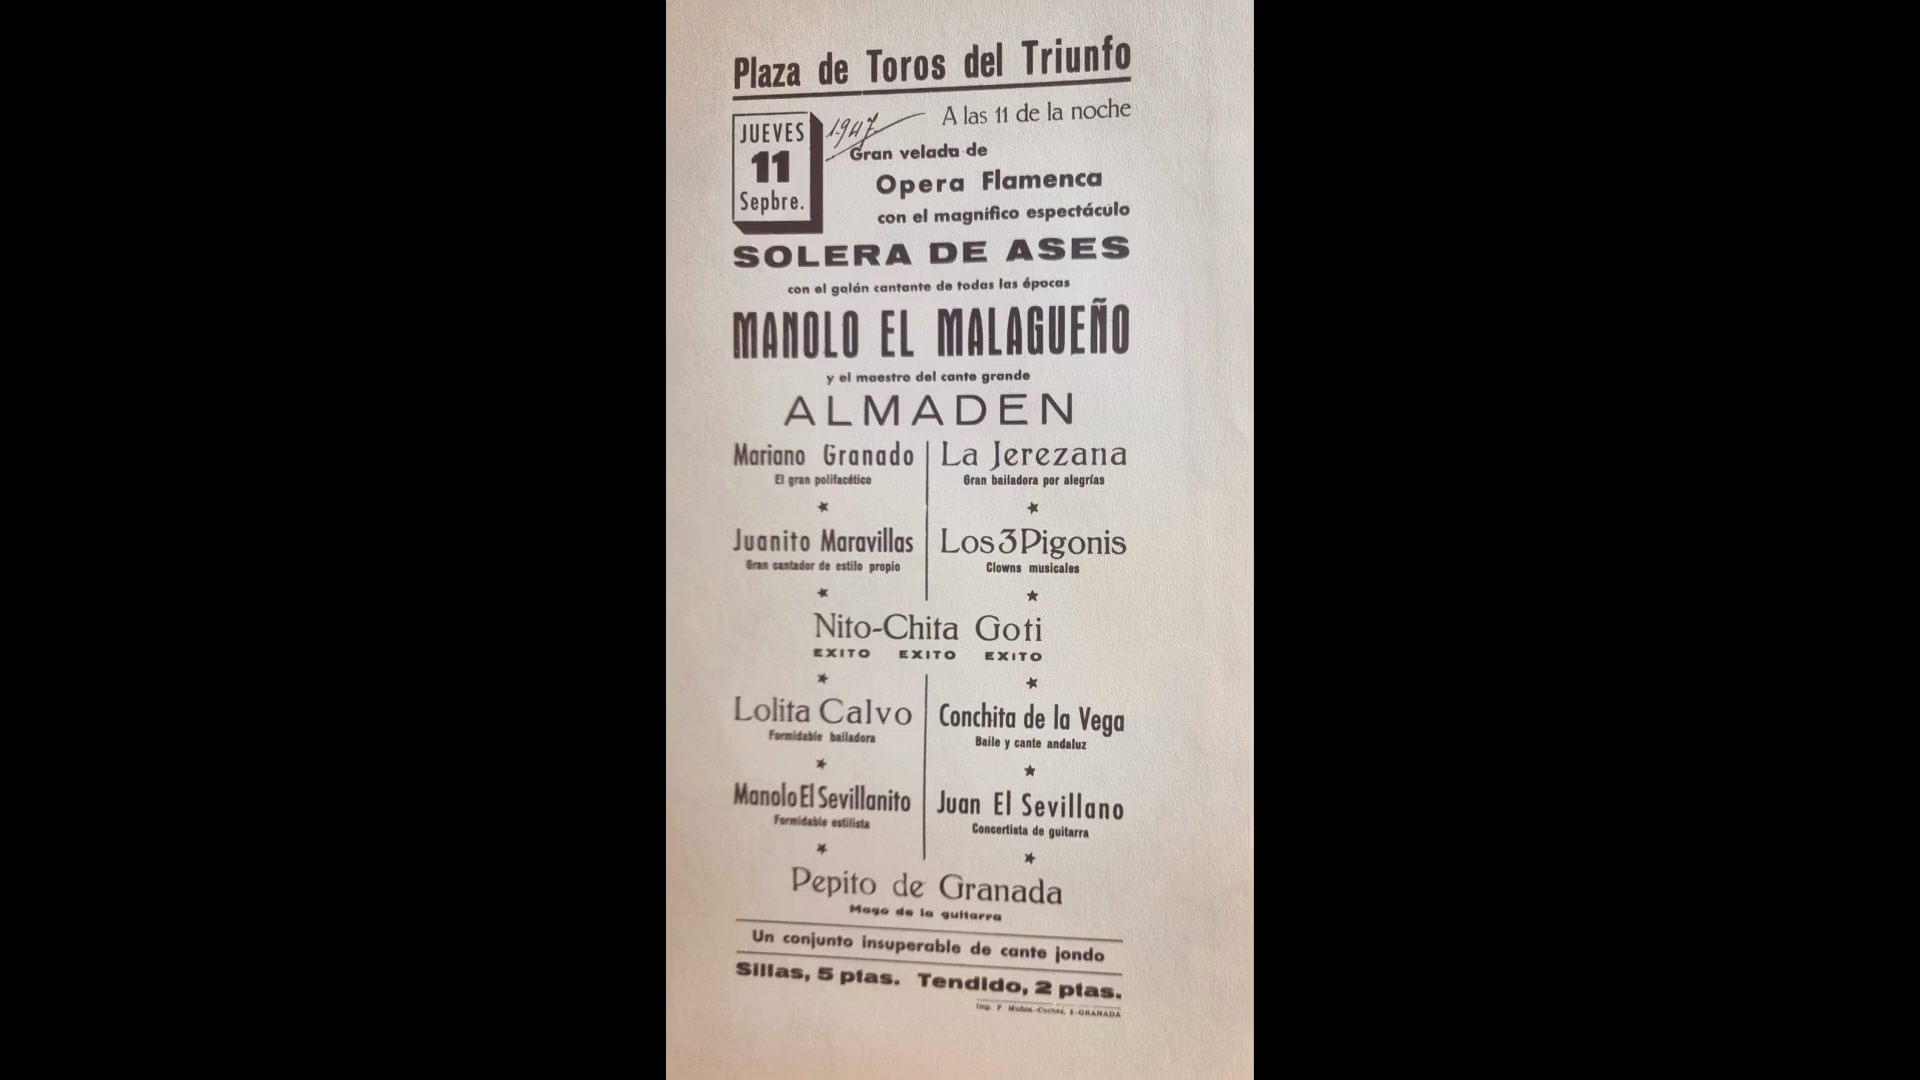 Plaza de Toros del Triunfo
JUEVES
11
Sepbre.
1947
A las 11 de la noche
Gran velada de
Opera Flamenca
con el magnífico espectáculo
SOLERA DE ASES
con el galán cantante de todas las épocas
MANOLO EL MALAGUEÑO
y el maestro del cante grande
ALMADEN
Mariano Granado
El gran polifacético
La Jerezana
Gran bailadora por alegrías
Juanito Maravillas
Gran cantador de estilo propio
Los 3 Pigonis
Clowns musicales
Nito-Chita Goti
EXITO EXITO EXITO
Lolita Calvo
Formidable bailadora
Conchita de la Vega
Baile y cante andaluz
Manolo El Sevillanito
Formidable estilista
Juan El Sevillano
Concertista de guitarra
Pepito de Granada
Mago de la guitarra
Un conjunto insuperable de cante jondo
Sillas, 5 ptas. Tendido, 2 ptas.
Imp. F. Muñoz.-GRANADA